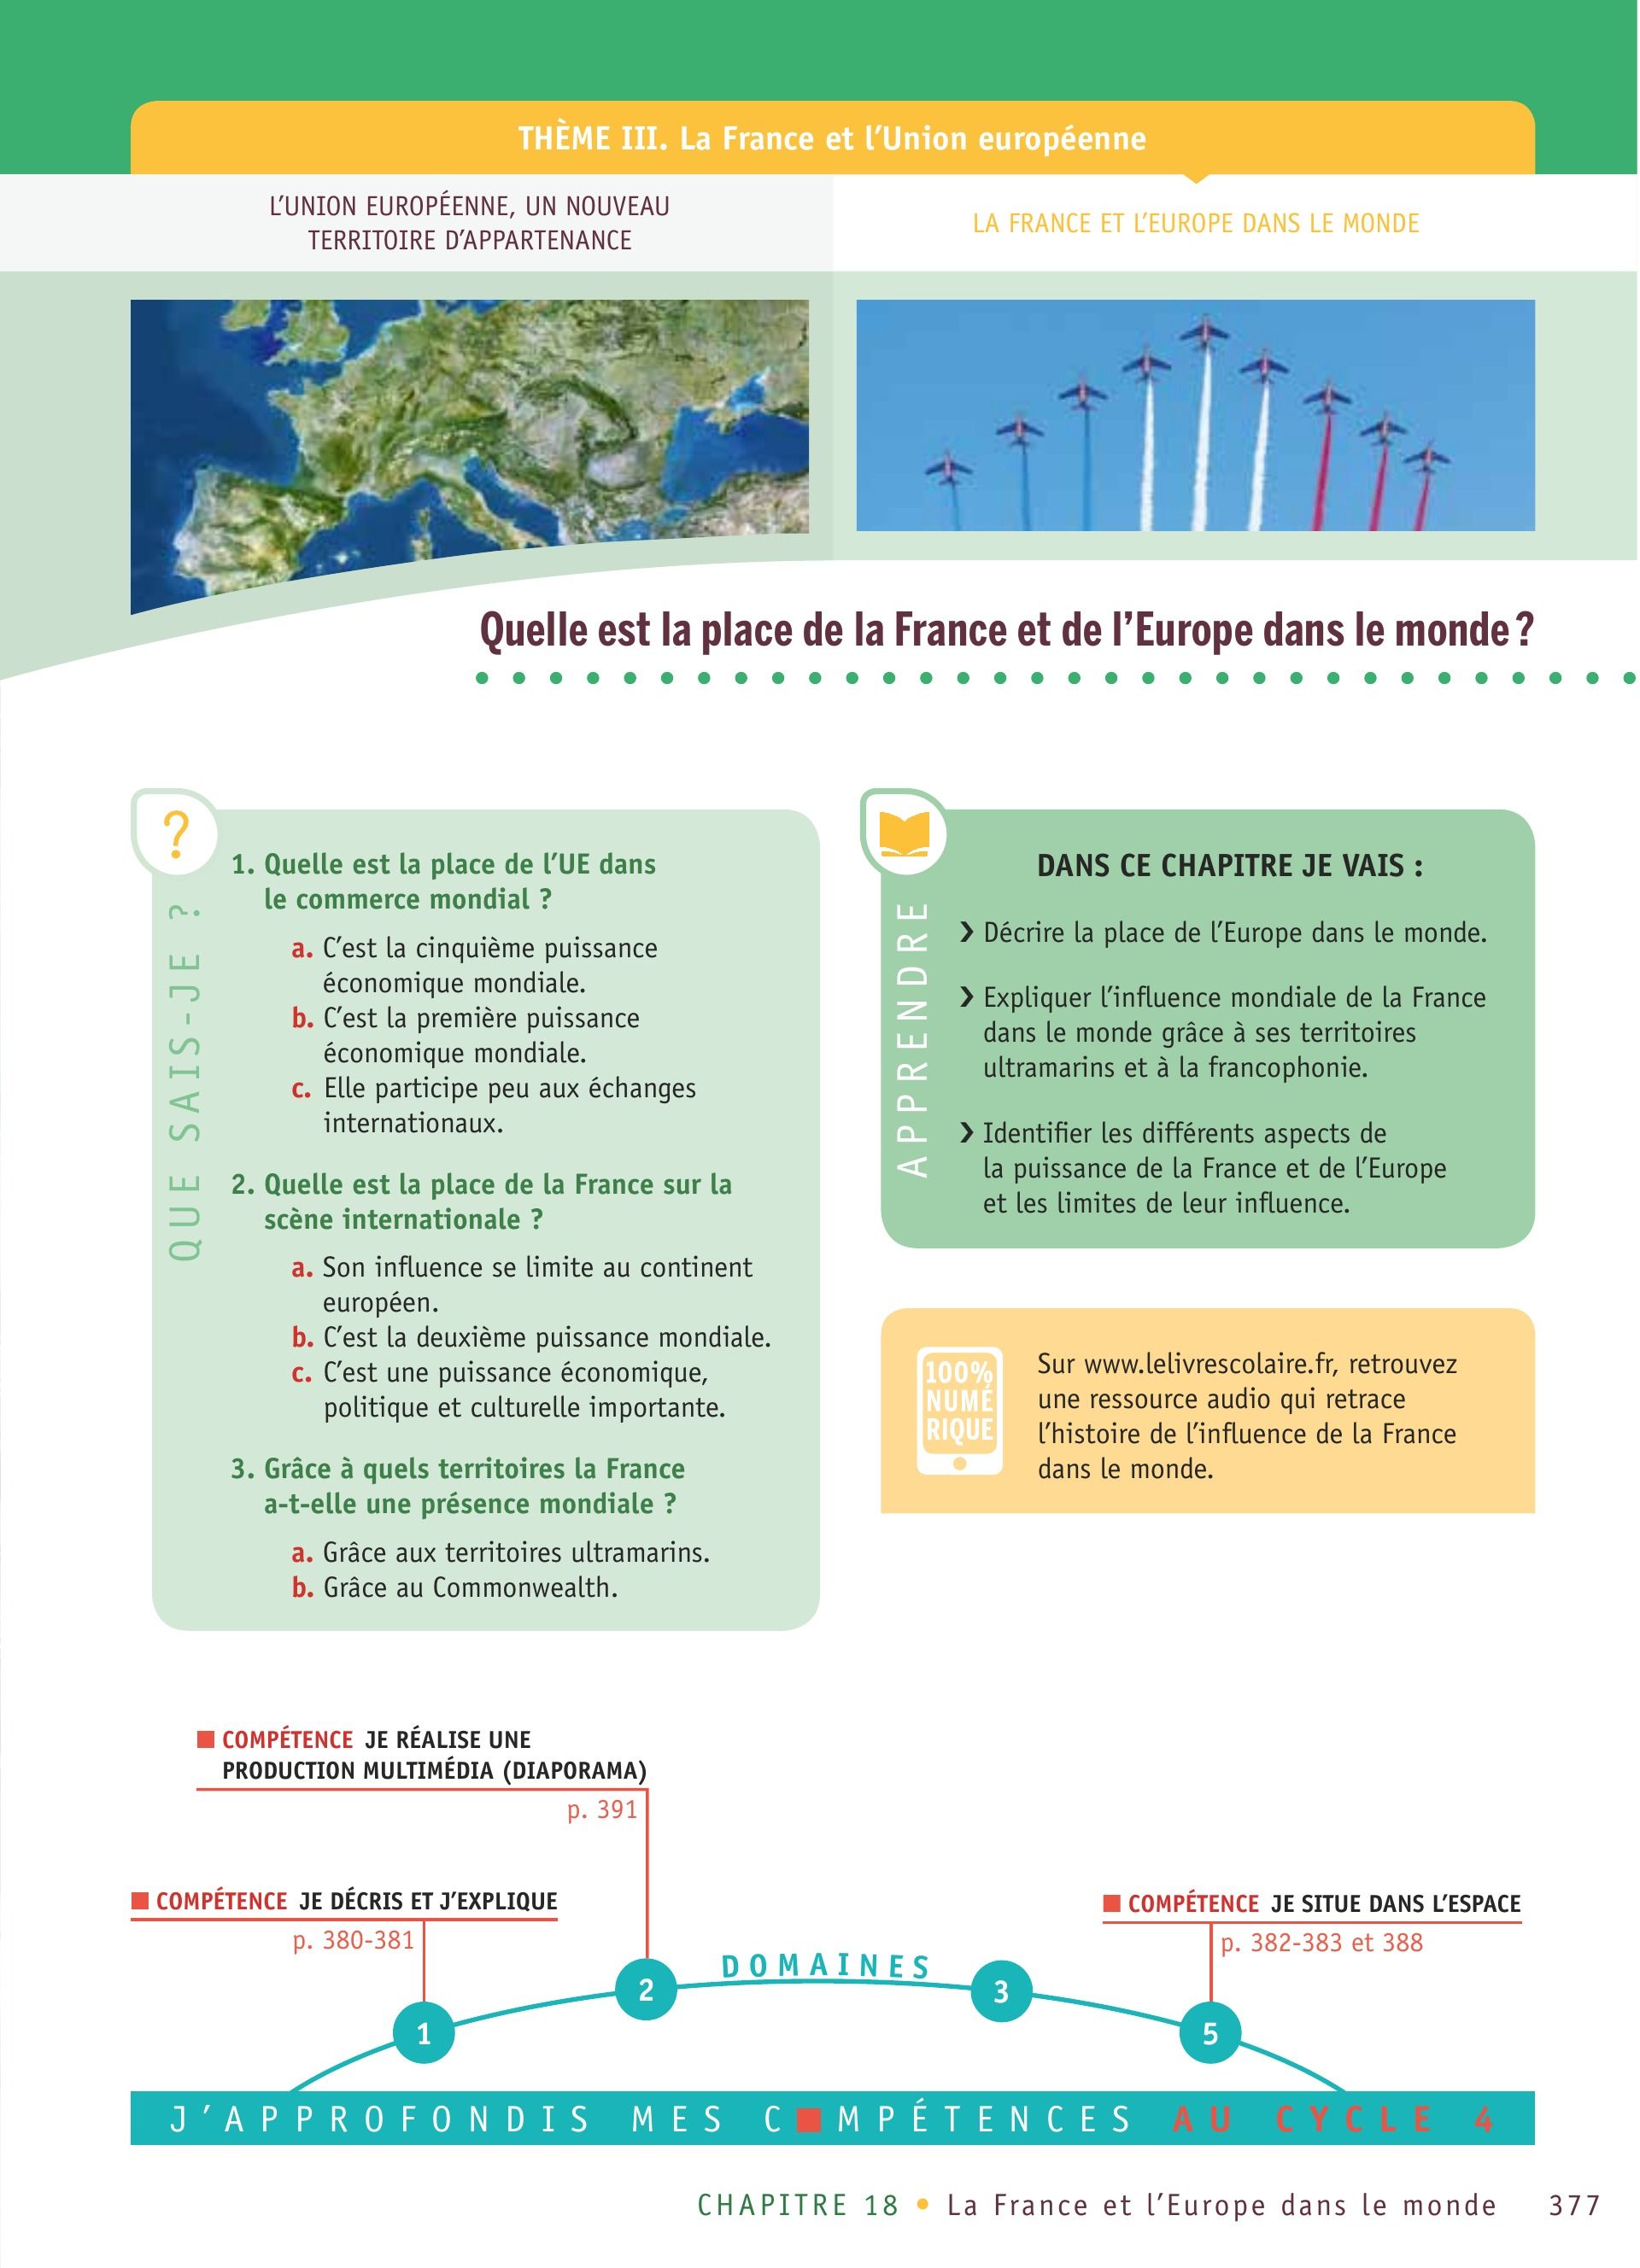 THÈME III. La France et l'Union européenne
L'UNION EUROPÉENNE, UN NOUVEAU
TERRITOIRE D'APPARTENANCE
LA FRANCE ET L'EUROPE DANS LE MONDE
Quelle est la place de la France et de l'Europe dans le monde ?
?
QUE SAIS-JE ?
1. Quelle est la place de l'UE dans
le commerce mondial ?
a. C'est la cinquième puissance
économique mondiale.
b. C'est la première puissance
économique mondiale.
c. Elle participe peu aux échanges
internationaux.
2. Quelle est la place de la France sur la
scène internationale ?
a. Son influence se limite au continent
européen.
b. C'est la deuxième puissance mondiale.
c. C'est une puissance économique,
politique et culturelle importante.
3. Grâce à quels territoires la France
a-t-elle une présence mondiale ?
a. Grâce aux territoires ultramarins.
b. Grâce au Commonwealth.
APPRENDRE
DANS CE CHAPITRE JE VAIS :
› Décrire la place de l'Europe dans le monde.
› Expliquer l'influence mondiale de la France
dans le monde grâce à ses territoires
ultramarins et à la francophonie.
› Identifier les différents aspects de
la puissance de la France et de l'Europe
et les limites de leur influence.
100%
NUMÉ
RIQUE
Sur www.lelivrescolaire.fr, retrouvez
une ressource audio qui retrace
l'histoire de l'influence de la France
dans le monde.
COMPÉTENCE JE RÉALISE UNE
PRODUCTION MULTIMÉDIA (DIAPORAMA)
p. 391
COMPÉTENCE JE DÉCRIS ET J'EXPLIQUE
p. 380-381
COMPÉTENCE JE SITUE DANS L'ESPACE
p. 382-383 et 388
DOMAINES
1
2
3
5
J'APPROFONDIS MES C■MPÉTENCES AU CYCLE 4
CHAPITRE 18 • La France et l'Europe dans le monde 377